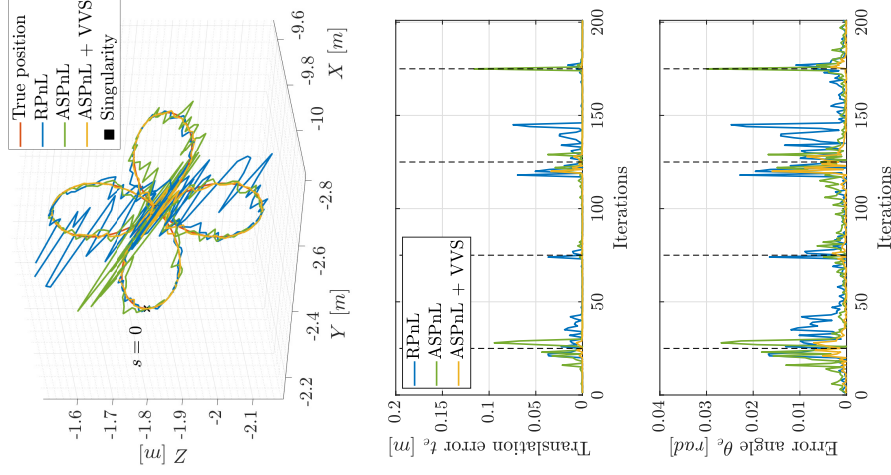 True position
RPnL
ASPnL
ASPnL + VVS
Singularity
s = 0
-1.6
-1.7
-1.8
-1.9
-2
-2.1
Z [m]
-2.2
-2.4
-2.6
-2.8
Y [m]
-10
-9.8
-9.6
X [m]
0.2
0.15
0.1
0.05
0
Translation error te [m]
RPnL
ASPnL
ASPnL + VVS
0
50
100
150
200
Iterations
0.04
0.03
0.02
0.01
0
Error angle θe [rad]
0
50
100
150
200
Iterations